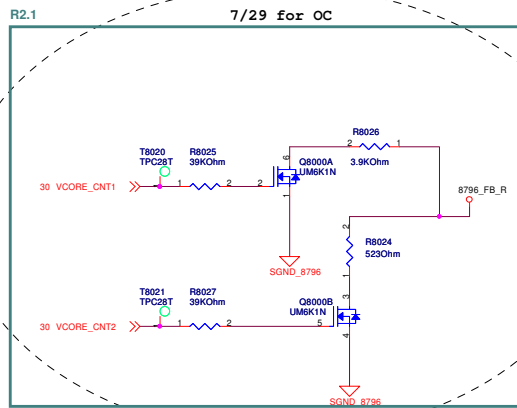 R2.1
7/29 for OC
R8026
2
1
3.9KOhm
T8020
TPC28T
R8025
39KOhm
Q8000A
UM6K1N
6
30 VCORE_CNT1
1
2
2
1
8796_FB_R
2
R8024
523Ohm
1
SGND_8796
T8021
TPC28T
R8027
39KOhm
Q8000B
UM6K1N
3
30 VCORE_CNT2
1
2
5
4
SGND_8796